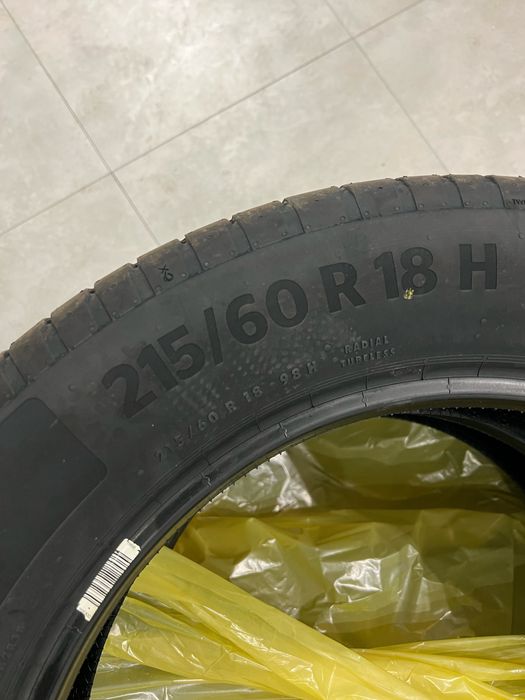 215/60 R 18 H
215/60 R 18 98 H
RADIAL
TUBELESS